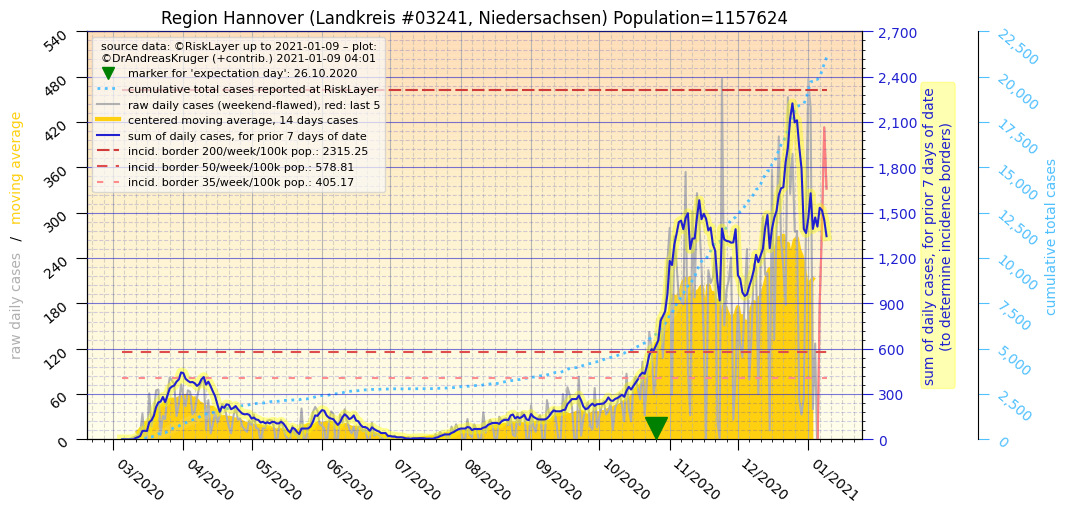 Region Hannover (Landkreis #03241, Niedersachsen) Population=1157624
source data: ©RiskLayer up to 2021-01-09 – plot:
©DrAndreasKruger (+contrib.) 2021-01-09 04:01
marker for 'expectation day': 26.10.2020
cumulative total cases reported at RiskLayer
raw daily cases (weekend-flawed), red: last 5
centered moving average, 14 days cases
sum of daily cases, for prior 7 days of date
incid. border 200/week/100k pop.: 2315.25
incid. border 50/week/100k pop.: 578.81
incid. border 35/week/100k pop.: 405.17
raw daily cases / moving average
540
480
420
360
300
240
180
120
60
0
03/2020
04/2020
05/2020
06/2020
07/2020
08/2020
09/2020
10/2020
11/2020
12/2020
01/2021
2,700
2,400
2,100
1,800
1,500
1,200
900
600
300
0
sum of daily cases, for prior 7 days of date
(to determine incidence borders)
22,500
20,000
17,500
15,000
12,500
10,000
7,500
5,000
2,500
0
cumulative total cases